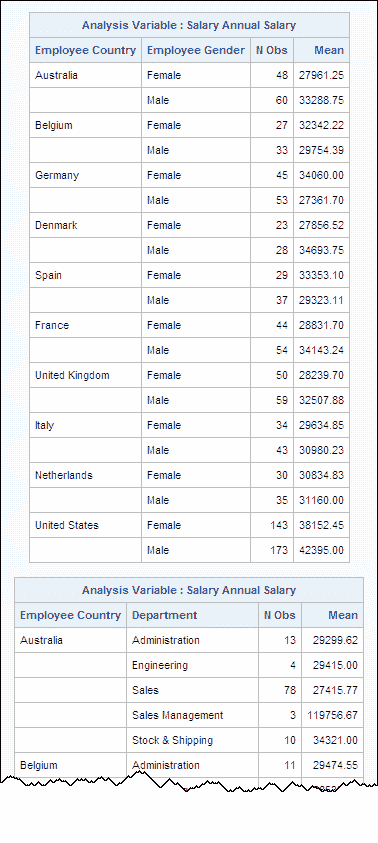 Analysis Variable : Salary Annual Salary
Employee Country Employee Gender N Obs Mean
Australia Female 48 27961.25
Male 60 33288.75
Belgium Female 27 32342.22
Male 33 29754.39
Germany Female 45 34060.00
Male 53 27361.70
Denmark Female 23 27856.52
Male 28 34693.75
Spain Female 29 33353.10
Male 37 29323.11
France Female 44 28831.70
Male 54 34143.24
United Kingdom Female 50 28239.70
Male 59 32507.88
Italy Female 34 29634.85
Male 43 30980.23
Netherlands Female 30 30834.83
Male 35 31160.00
United States Female 143 38152.45
Male 173 42395.00
Analysis Variable : Salary Annual Salary
Employee Country Department N Obs Mean
Australia Administration 13 29299.62
Engineering 4 29415.00
Sales 78 27415.77
Sales Management 3 119756.67
Stock & Shipping 10 34321.00
Belgium Administration 11 29474.55